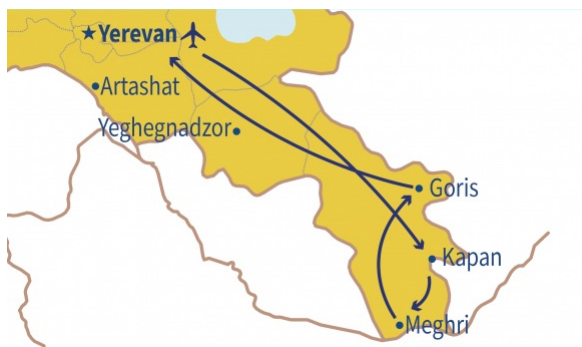 Yerevan
Artashat
Yeghegnadzor
Goris
Kapan
Meghri